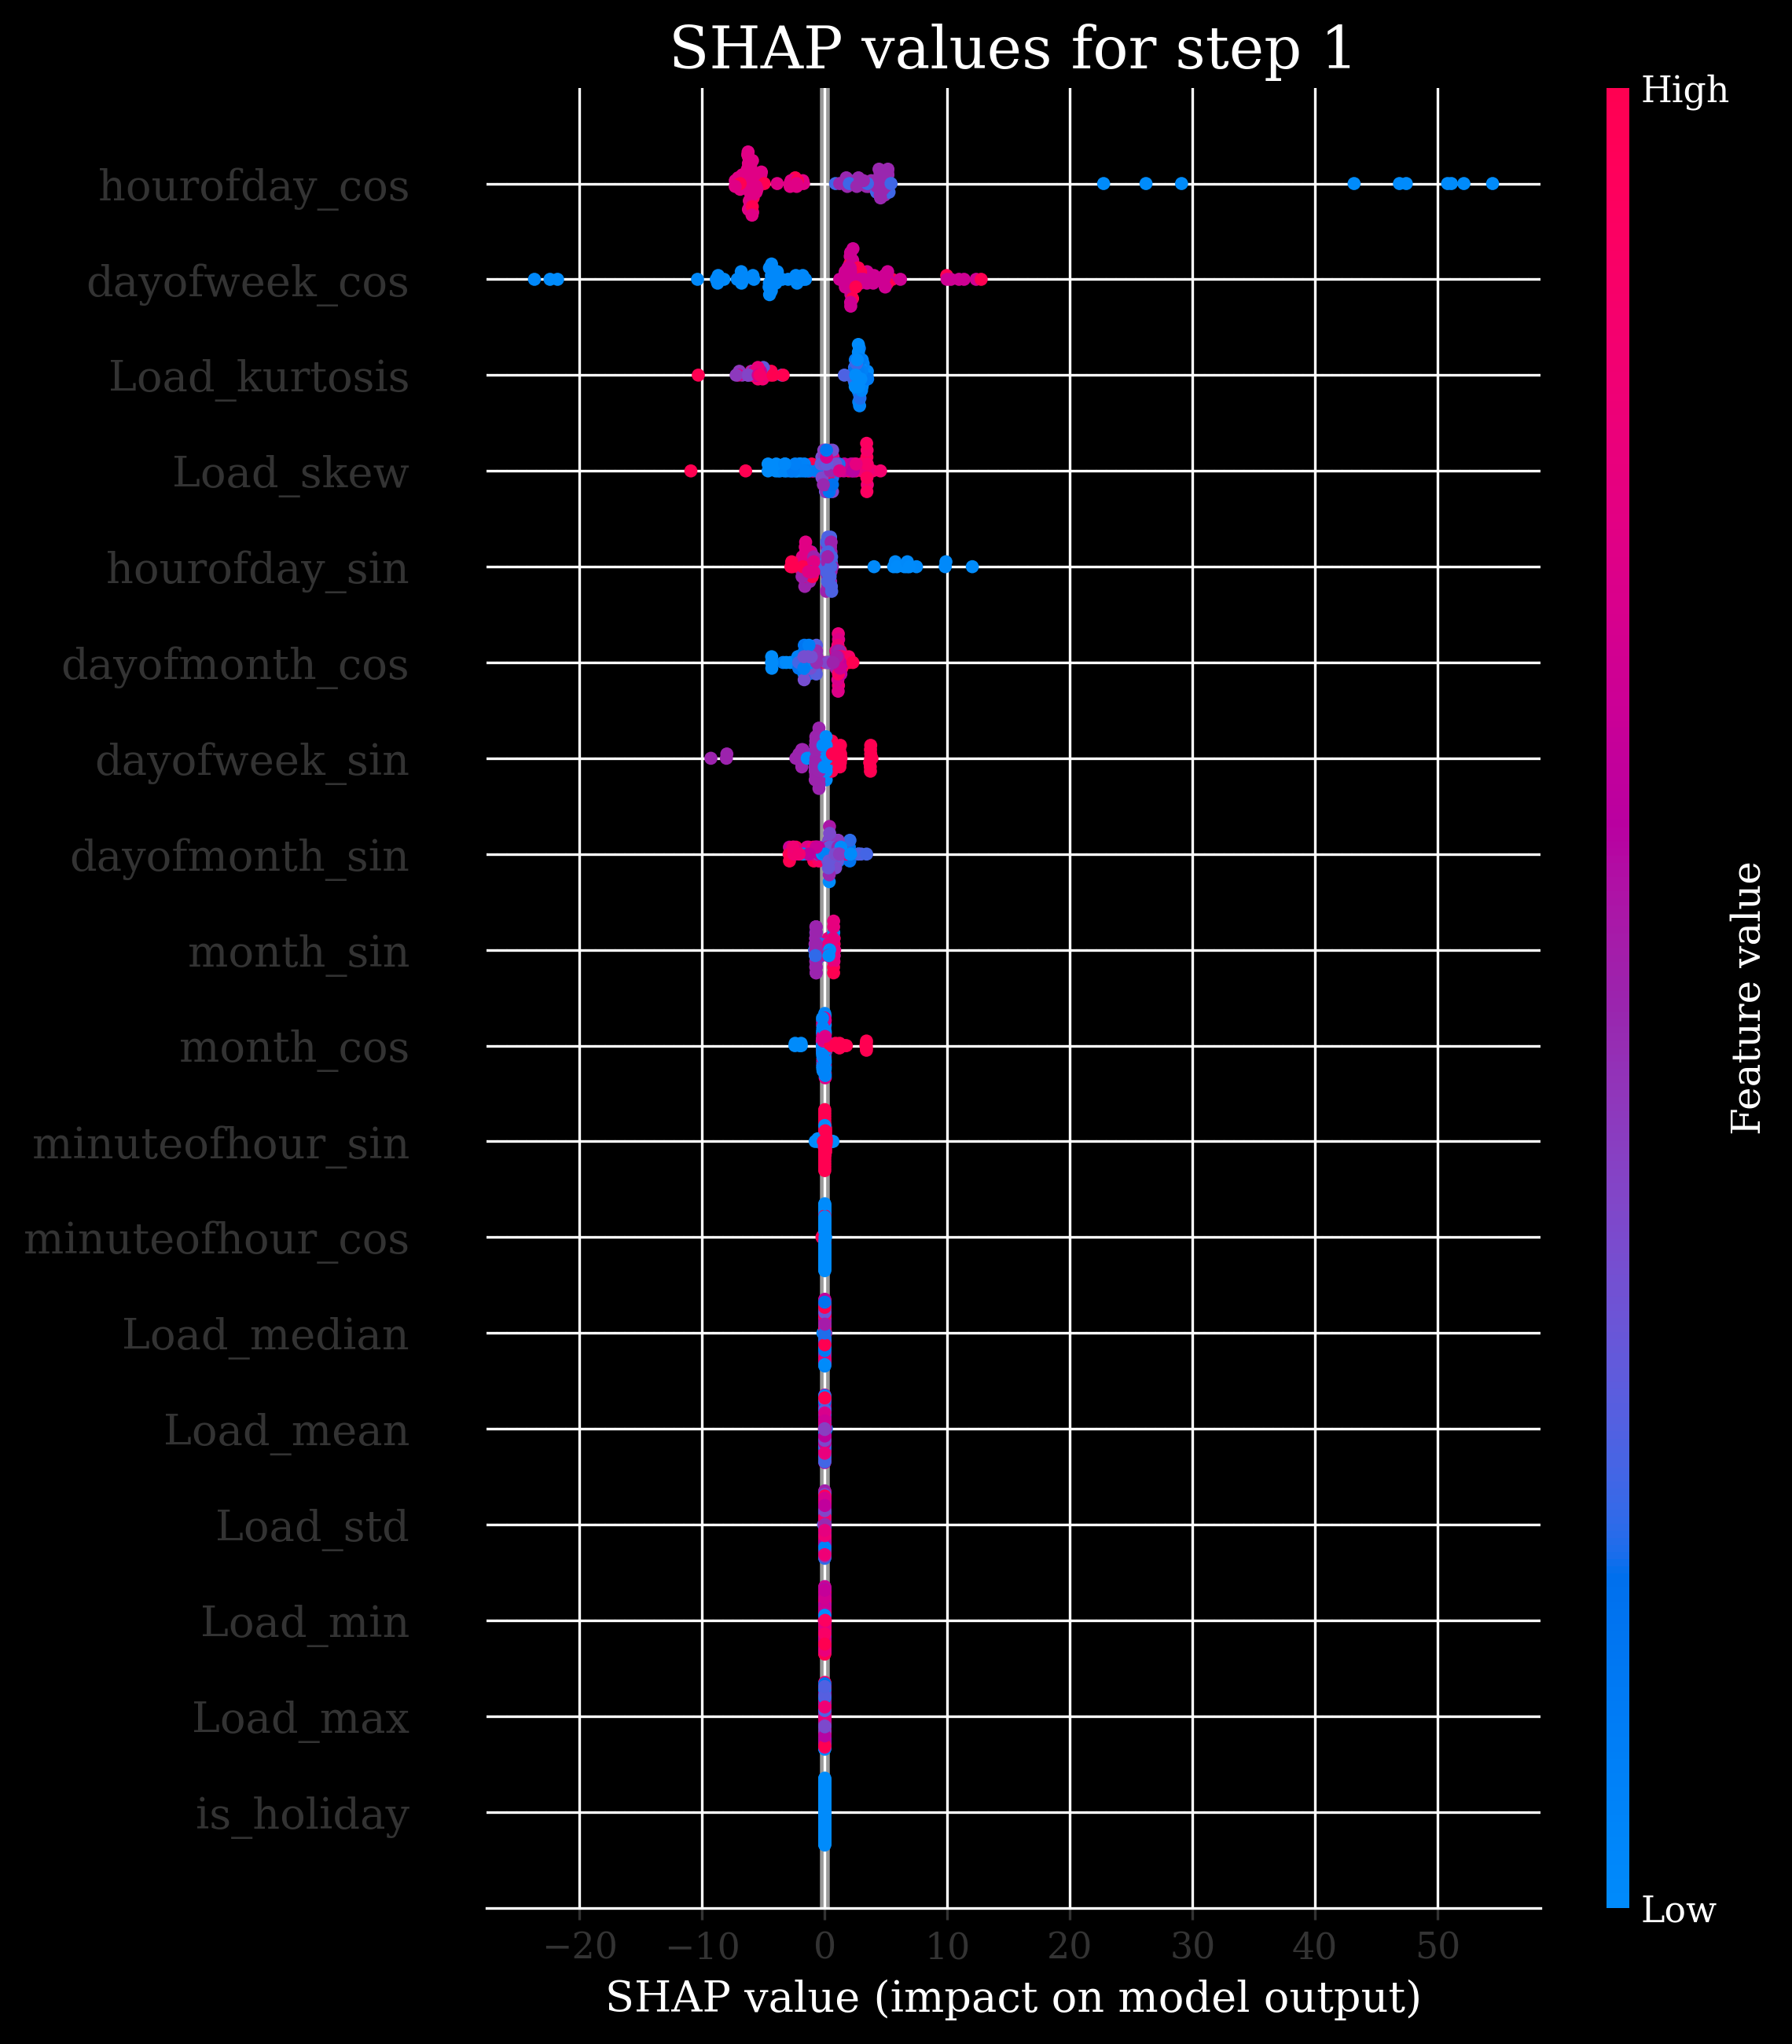 SHAP values for step 1
High
hourofday_cos
dayofweek_cos
Load_kurtosis
Load_skew
hourofday_sin
dayofmonth_cos
dayofweek_sin
dayofmonth_sin
month_sin
month_cos
minuteofhour_sin
minuteofhour_cos
Load_median
Load_mean
Load_std
Load_min
Load_max
is_holiday
Feature value
Low
−20 −10 0 10 20 30 40 50
SHAP value (impact on model output)